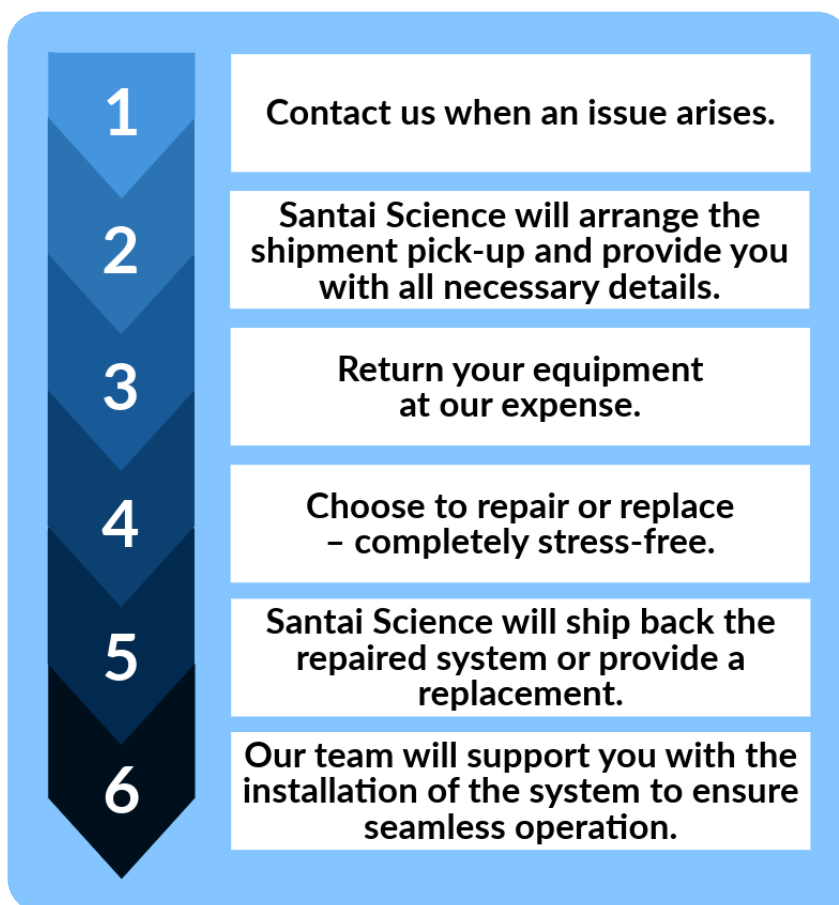 1
Contact us when an issue arises.
2
Santai Science will arrange the
shipment pick-up and provide you
with all necessary details.
3
Return your equipment
at our expense.
4
Choose to repair or replace
– completely stress-free.
5
Santai Science will ship back the
repaired system or provide a
replacement.
6
Our team will support you with the
installation of the system to ensure
seamless operation.